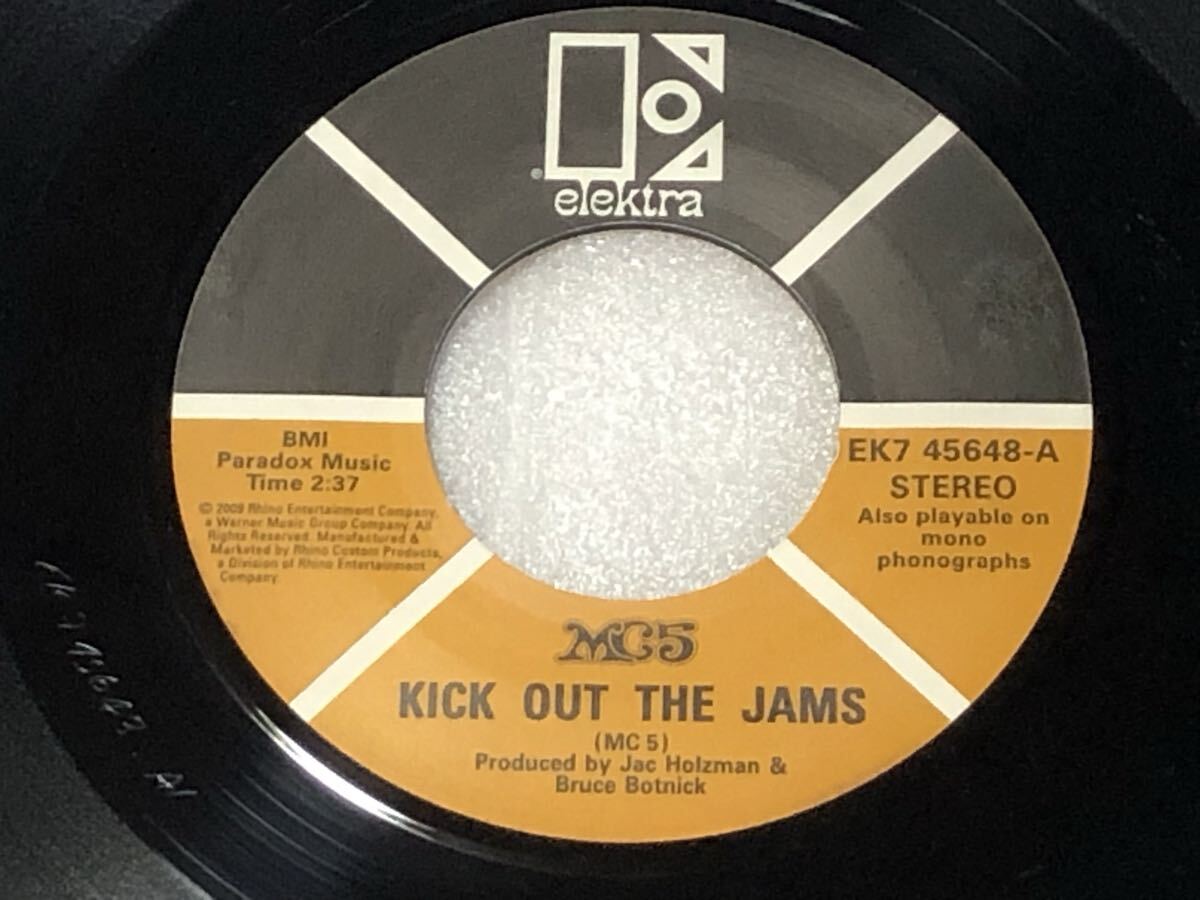 elektra
BMI
Paradox Music
Time 2:37
© 2009 Rhino Entertainment Company,
a Warner Music Group Company. All
Rights Reserved. Manufactured &
Marketed by Rhino Custom Products,
a Division of Rhino Entertainment
Company.
EK7 45648-A
STEREO
Also playable on
mono
phonographs
MC5
KICK OUT THE JAMS
(MC5)
Produced by Jac Holzman &
Bruce Botnick